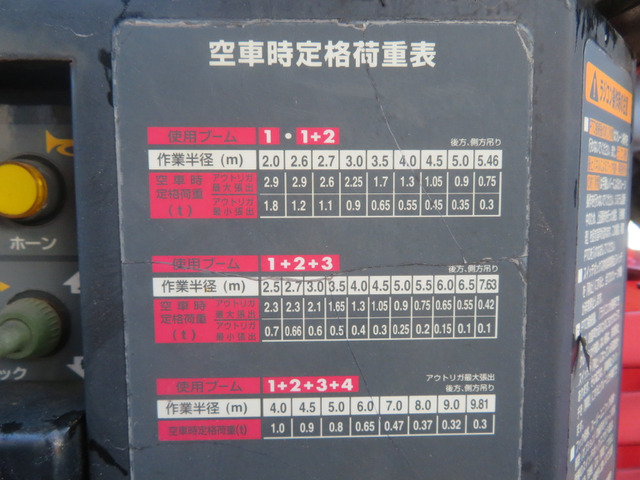 空車時定格荷重表
使用ブーム 1・1+2 後方、側方吊り
作業半径(m) 2.0 2.6 2.7 3.0 3.5 4.0 4.5 5.0 5.46
空車時定格荷重(t) アウトリガ最大張出 2.9 2.9 2.6 2.25 1.7 1.3 1.05 0.9 0.75
アウトリガ最小張出 1.8 1.2 1.1 0.9 0.65 0.55 0.45 0.35 0.3
使用ブーム 1+2+3 後方、側方吊り
作業半径(m) 2.5 2.7 3.0 3.5 4.0 4.5 5.0 5.5 6.0 6.5 7.63
空車時定格荷重(t) アウトリガ最大張出 2.3 2.3 2.1 1.65 1.3 1.05 0.9 0.75 0.65 0.55 0.42
アウトリガ最小張出 0.7 0.66 0.6 0.5 0.4 0.3 0.25 0.2 0.15 0.1 0.1
アウトリガ最大張出
使用ブーム 1+2+3+4 後方、側方吊り
作業半径(m) 4.0 4.5 5.0 6.0 7.0 8.0 9.0 9.81
空車時定格荷重(t) 1.0 0.9 0.8 0.65 0.47 0.37 0.32 0.3
ホーン
ック